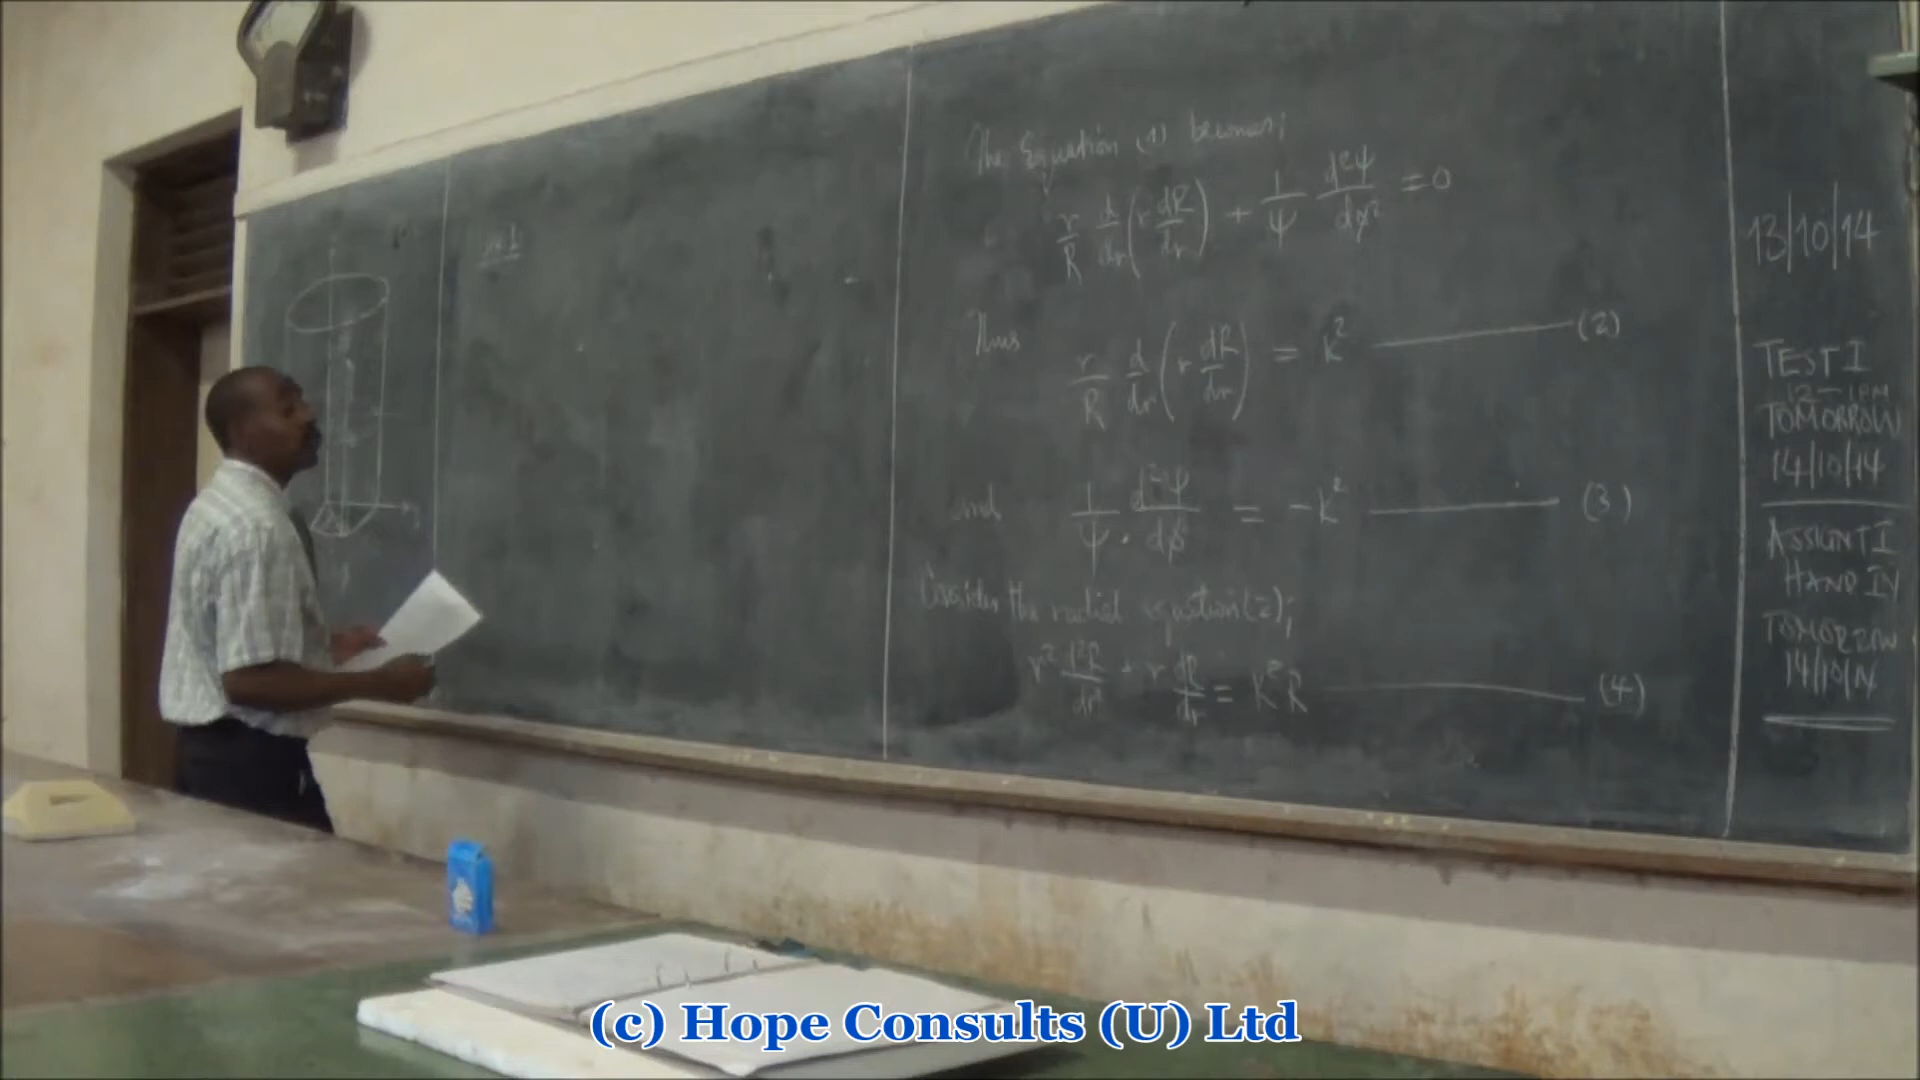 The Equation (1) becomes;
r/R d/dr (r dR/dr) + 1/ψ d²ψ/dφ² = 0
Thus
r/R d/dr (r dR/dr) = K² (2)
and 1/ψ · d²ψ/dφ = -K² (3)
Consider the radial equation (2);
r² d²R/dr² + r dR/dr = K²R (4)
13/10/14
TEST I
12-1PM
TOMORROW
14/10/14
ASSIGNT I
HAND IN
TOMORROW
14/10/14
(c) Hope Consults (U) Ltd